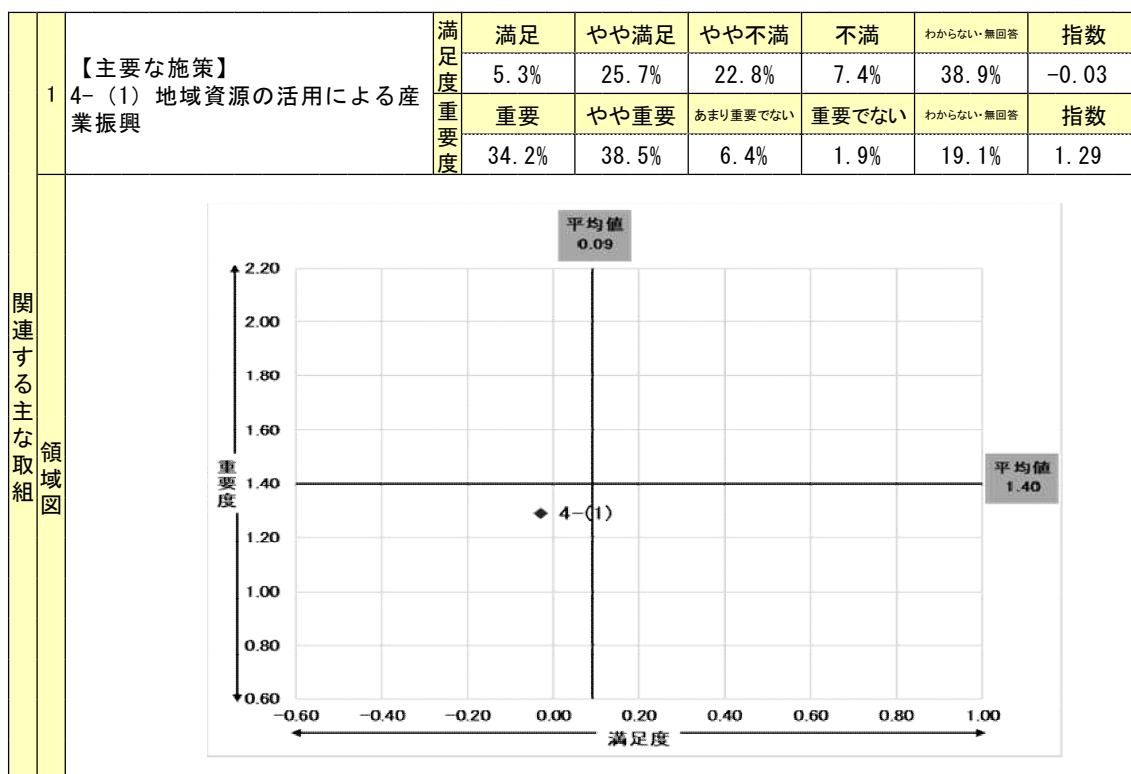 関連する主な取組
1
【主要な施策】
4-（1）地域資源の活用による産
業振興
満足度
満足 やや満足 やや不満 不満 わからない・無回答 指数
5.3% 25.7% 22.8% 7.4% 38.9% -0.03
重要度
重要 やや重要 あまり重要でない 重要でない わからない・無回答 指数
34.2% 38.5% 6.4% 1.9% 19.1% 1.29
領域図
平均値
0.09
2.20
2.00
1.80
1.60
1.40
1.20
1.00
0.80
0.60
重要度
平均値
1.40
4-(1)
-0.60 -0.40 -0.20 0.00 0.20 0.40 0.60 0.80 1.00
満足度